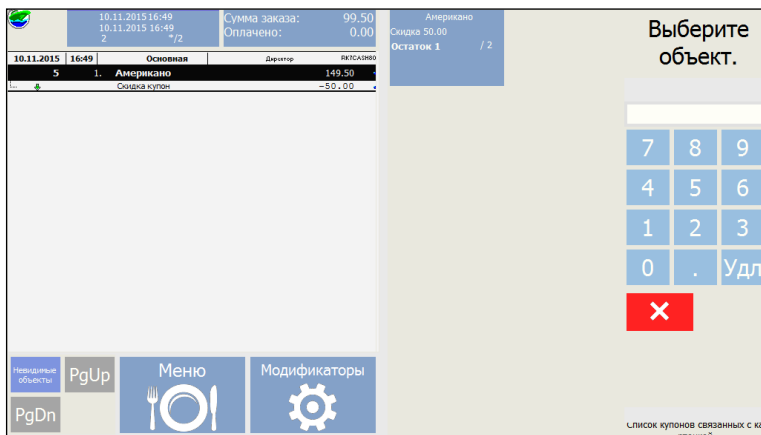 10.11.2015 16:49
10.11.2015 16:49
2 */2
Сумма заказа: 99.50
Оплачено: 0.00
10.11.2015 16:49 Основная Директор RK7CASH80
5 1. Американо 149.50
Скидка купон -50.00
Американо
Скидка 50.00
Остаток 1 / 2
Выберите
объект.
7 8 9
4 5 6
1 2 3
0 . Удл
Невидимые
объекты
PgUp
PgDn
Меню
Модификаторы
Список купонов связанных с ка